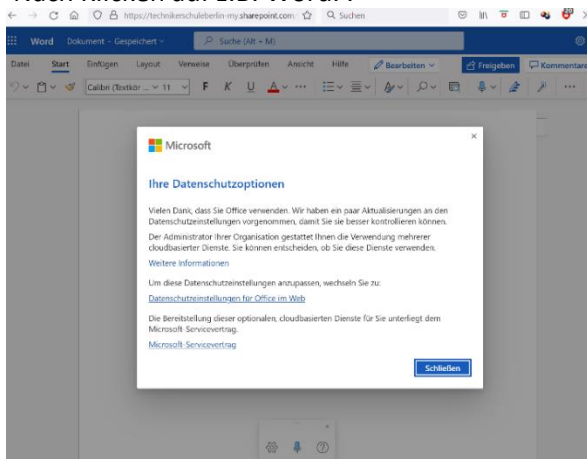 https://technikerschuleberlin-my.sharepoint.com
Suchen
Word Dokument - Gespeichert
Suche (Alt + M)
Datei Start Einfügen Layout Verweise Überprüfen Ansicht Hilfe Bearbeiten Freigeben Kommentare
Calibri (Textkör ... 11 F K U A ...
Microsoft
Ihre Datenschutzoptionen
Vielen Dank, dass Sie Office verwenden. Wir haben ein paar Aktualisierungen an den
Datenschutzeinstellungen vorgenommen, damit Sie sie besser kontrollieren können.
Der Administrator Ihrer Organisation gestattet Ihnen die Verwendung mehrerer
cloudbasierter Dienste. Sie können entscheiden, ob Sie diese Dienste verwenden.
Weitere Informationen
Um diese Datenschutzeinstellungen anzupassen, wechseln Sie zu:
Datenschutzeinstellungen für Office im Web
Die Bereitstellung dieser optionalen, cloudbasierten Dienste für Sie unterliegt dem
Microsoft-Servicevertrag.
Microsoft-Servicevertrag
Schließen